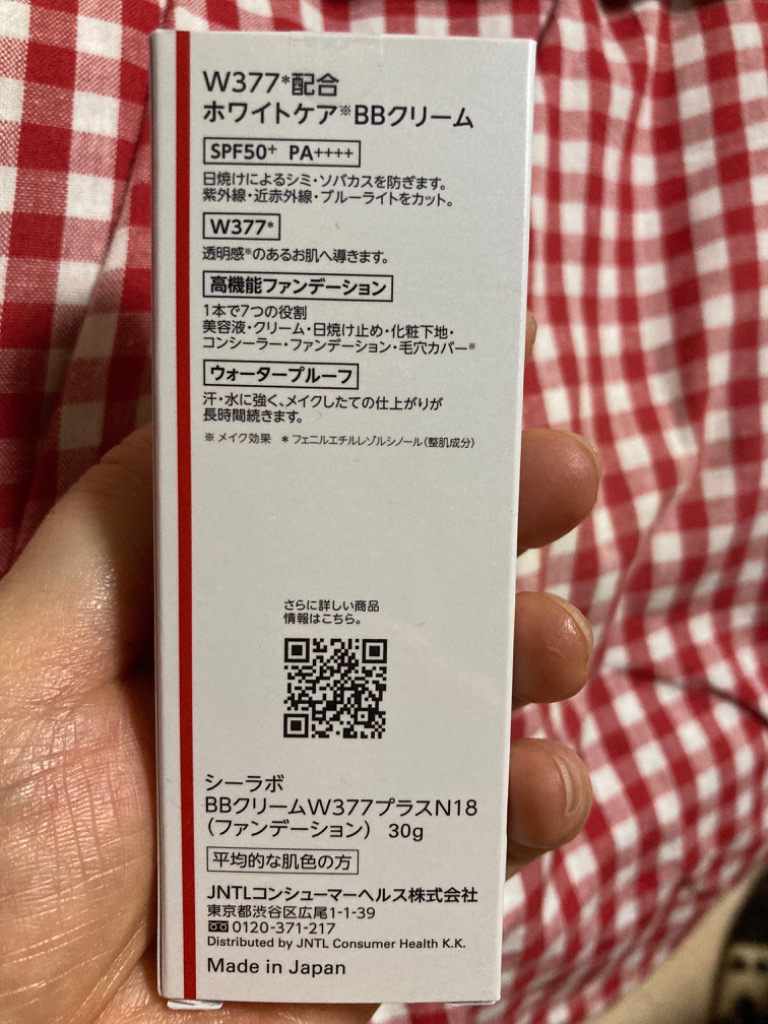 W377*配合
ホワイトケア※BBクリーム
SPF50+ PA++++
日焼けによるシミ・ソバカスを防ぎます。
紫外線・近赤外線・ブルーライトをカット。
W377*
透明感※のあるお肌へ導きます。
高機能ファンデーション
1本で7つの役割
美容液・クリーム・日焼け止め・化粧下地・
コンシーラー・ファンデーション・毛穴カバー※
ウォータープルーフ
汗・水に強く、メイクしたての仕上がりが
長時間続きます。
※ メイク効果 * フェニルエチルレゾルシノール(整肌成分)
さらに詳しい商品
情報はこちら。
シーラボ
BBクリームW377プラスN18
(ファンデーション) 30g
平均的な肌色の方
JNTLコンシューマーヘルス株式会社
東京都渋谷区広尾1-1-39
0120-371-217
Distributed by JNTL Consumer Health K.K.
Made in Japan